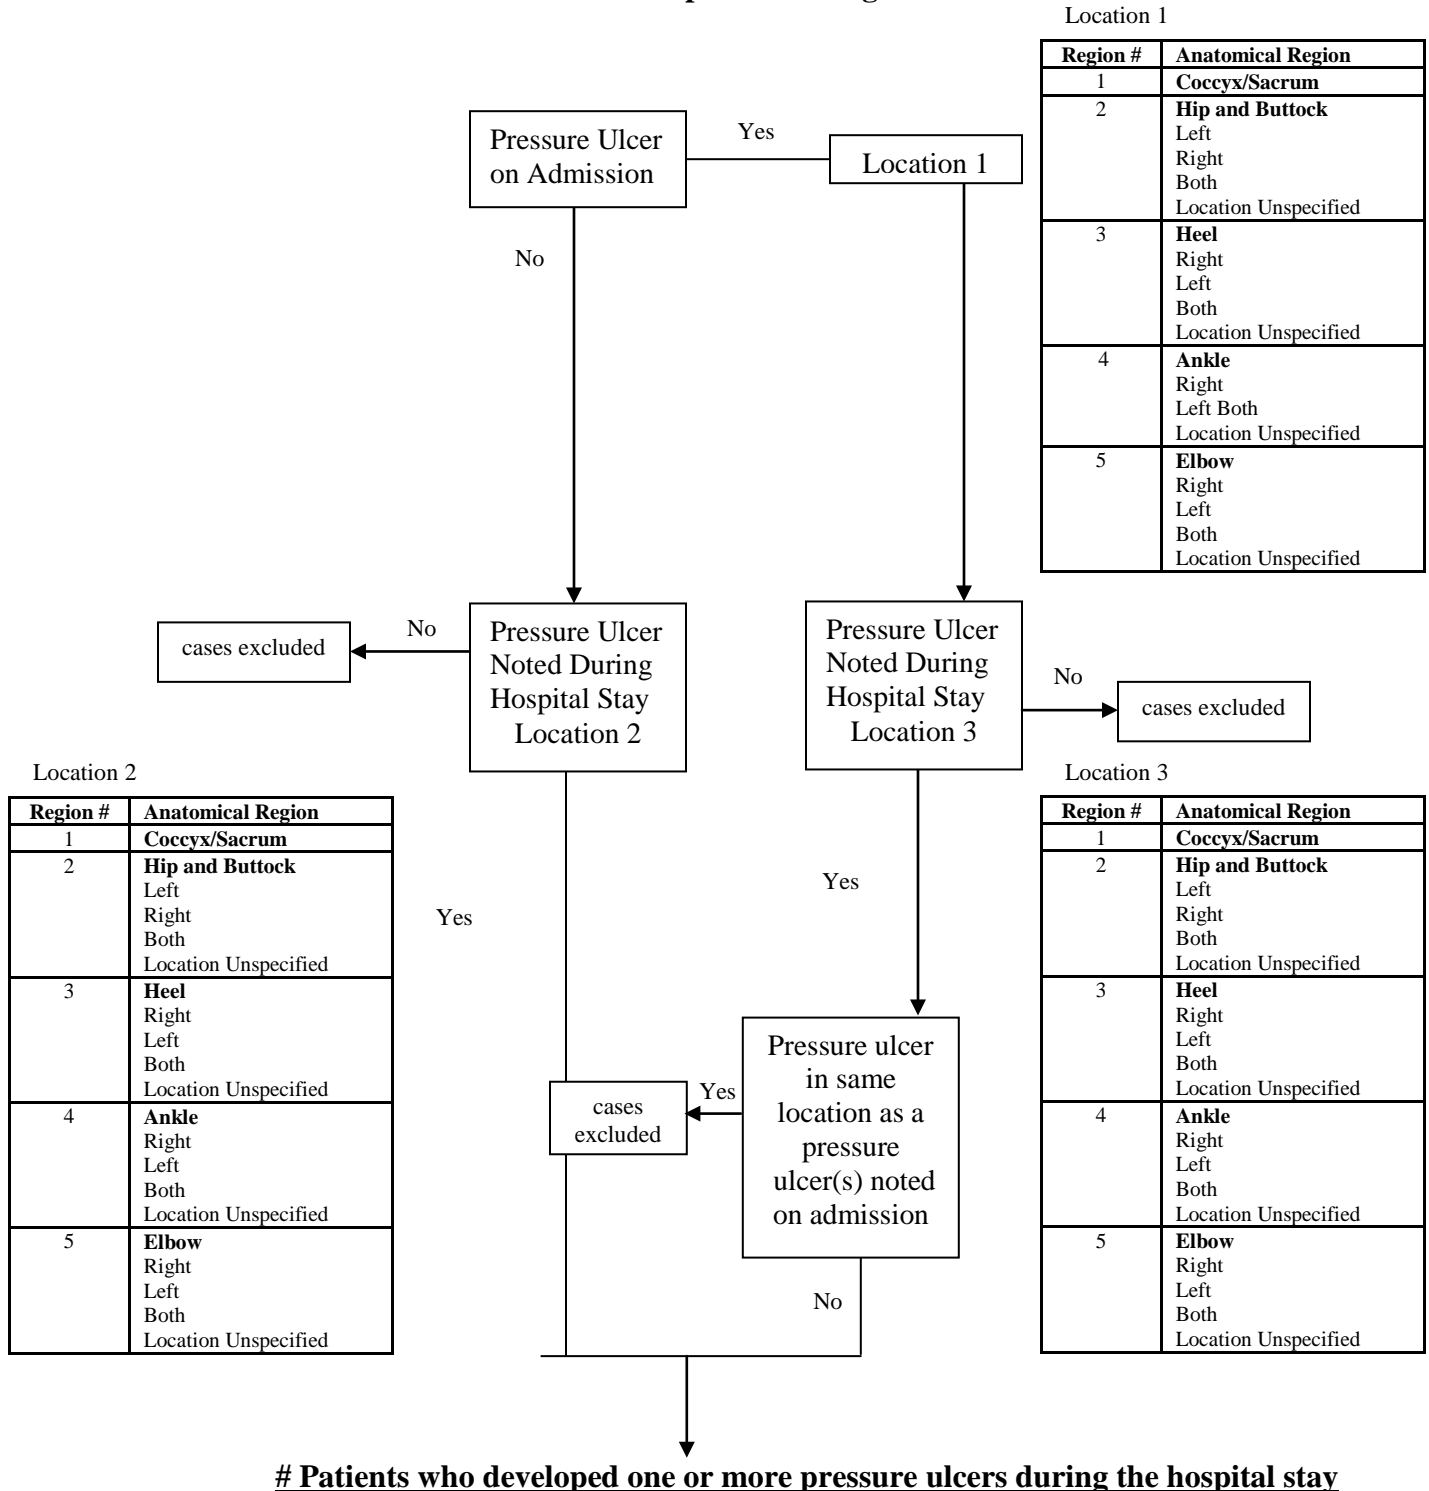 Location 1
Region # Anatomical Region
1 Coccyx/Sacrum
2 Hip and Buttock
Left
Right
Both
Location Unspecified
3 Heel
Right
Left
Both
Location Unspecified
4 Ankle
Right
Left Both
Location Unspecified
5 Elbow
Right
Left
Both
Location Unspecified
Pressure Ulcer
on Admission
Yes
Location 1
No
cases excluded
No
Pressure Ulcer
Noted During
Hospital Stay
Location 2
Pressure Ulcer
Noted During
Hospital Stay
Location 3
No
cases excluded
Location 2
Region # Anatomical Region
1 Coccyx/Sacrum
2 Hip and Buttock
Left
Right
Both
Location Unspecified
3 Heel
Right
Left
Both
Location Unspecified
4 Ankle
Right
Left
Both
Location Unspecified
5 Elbow
Right
Left
Both
Location Unspecified
Yes
Yes
Location 3
Region # Anatomical Region
1 Coccyx/Sacrum
2 Hip and Buttock
Left
Right
Both
Location Unspecified
3 Heel
Right
Left
Both
Location Unspecified
4 Ankle
Right
Left
Both
Location Unspecified
5 Elbow
Right
Left
Both
Location Unspecified
cases
excluded
Yes
Pressure ulcer
in same
location as a
pressure
ulcer(s) noted
on admission
No
# Patients who developed one or more pressure ulcers during the hospital stay